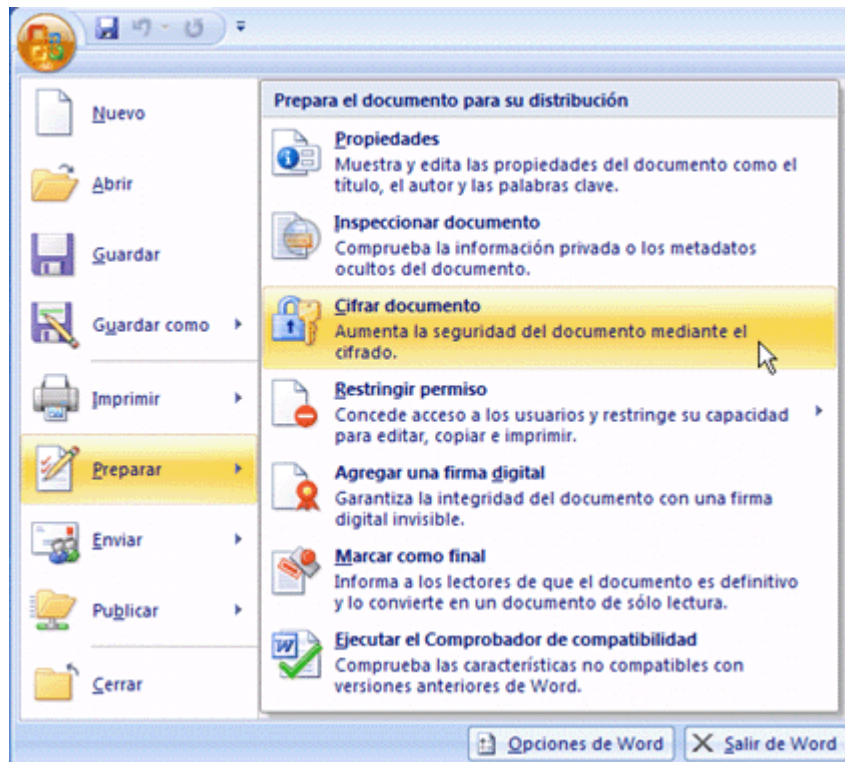 Nuevo
Abrir
Guardar
Guardar como
Imprimir
Preparar
Enviar
Publicar
Cerrar
Prepara el documento para su distribución
Propiedades
Muestra y edita las propiedades del documento como el
título, el autor y las palabras clave.
Inspeccionar documento
Comprueba la información privada o los metadatos
ocultos del documento.
Cifrar documento
Aumenta la seguridad del documento mediante el
cifrado.
Restringir permiso
Concede acceso a los usuarios y restringe su capacidad
para editar, copiar e imprimir.
Agregar una firma digital
Garantiza la integridad del documento con una firma
digital invisible.
Marcar como final
Informa a los lectores de que el documento es definitivo
y lo convierte en un documento de sólo lectura.
Ejecutar el Comprobador de compatibilidad
Comprueba las características no compatibles con
versiones anteriores de Word.
Opciones de Word
Salir de Word